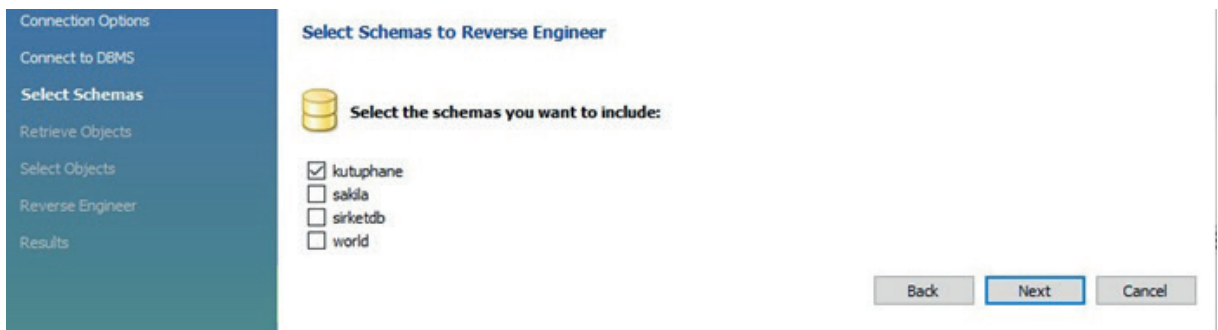 Connection Options
Connect to DBMS
Select Schemas
Retrieve Objects
Select Objects
Reverse Engineer
Results
Select Schemas to Reverse Engineer
Select the schemas you want to include:
kutuphane
sakila
sirketdb
world
Back Next Cancel